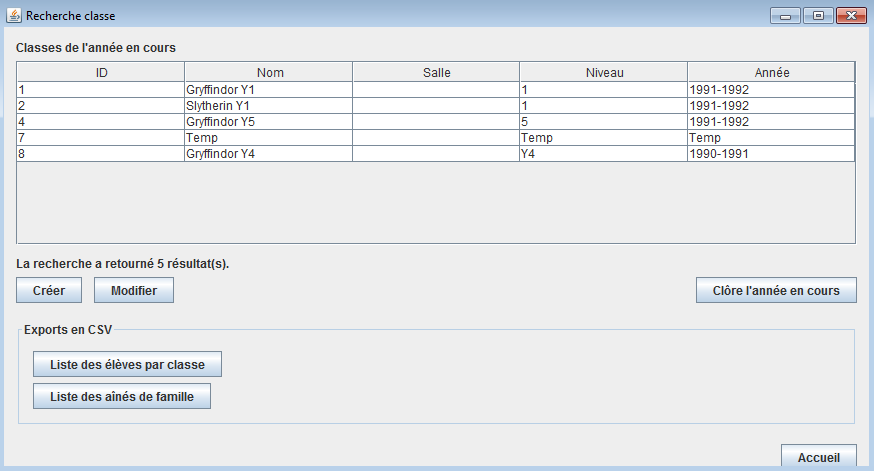 Recherche classe
Classes de l'année en cours
ID Nom Salle Niveau Année
1 Gryffindor Y1 1 1991-1992
2 Slytherin Y1 1 1991-1992
4 Gryffindor Y5 5 1991-1992
7 Temp Temp Temp
8 Gryffindor Y4 Y4 1990-1991
La recherche a retourné 5 résultat(s).
Créer Modifier Clôre l'année en cours
Exports en CSV
Liste des élèves par classe
Liste des aînés de famille
Accueil